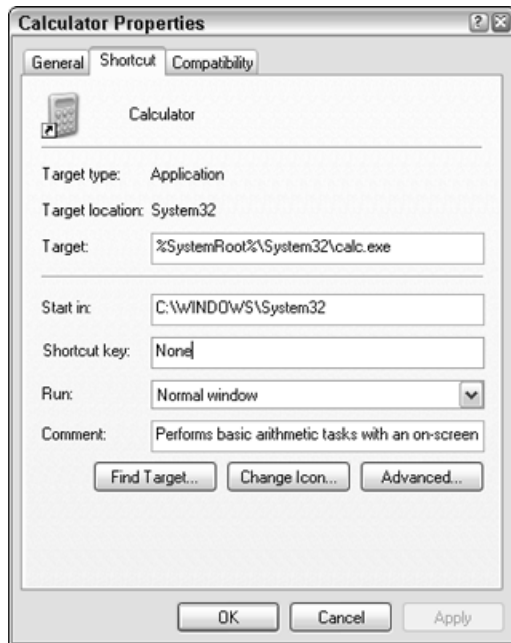 Calculator Properties
General Shortcut Compatibility
Calculator
Target type: Application
Target location: System32
Target: %SystemRoot%\System32\calc.exe
Start in: C:\WINDOWS\System32
Shortcut key: None
Run: Normal window
Comment: Performs basic arithmetic tasks with an on-screen
Find Target... Change Icon... Advanced...
OK Cancel Apply